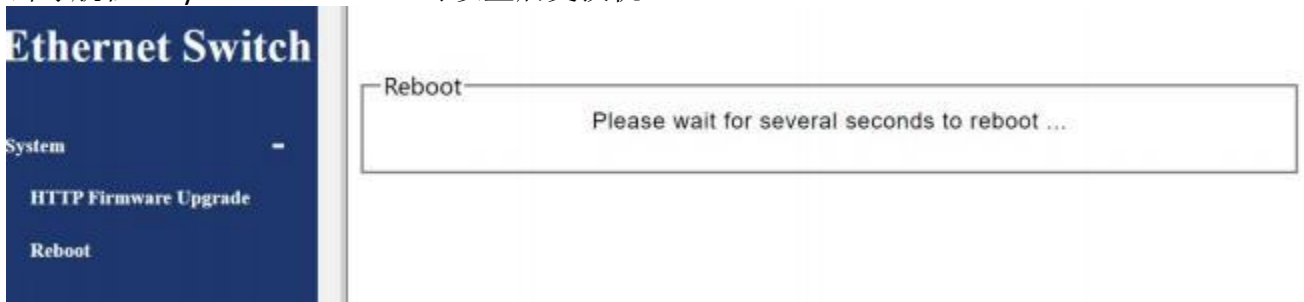 Ethernet Switch
Reboot
Please wait for several seconds to reboot ...
System -
HTTP Firmware Upgrade
Reboot